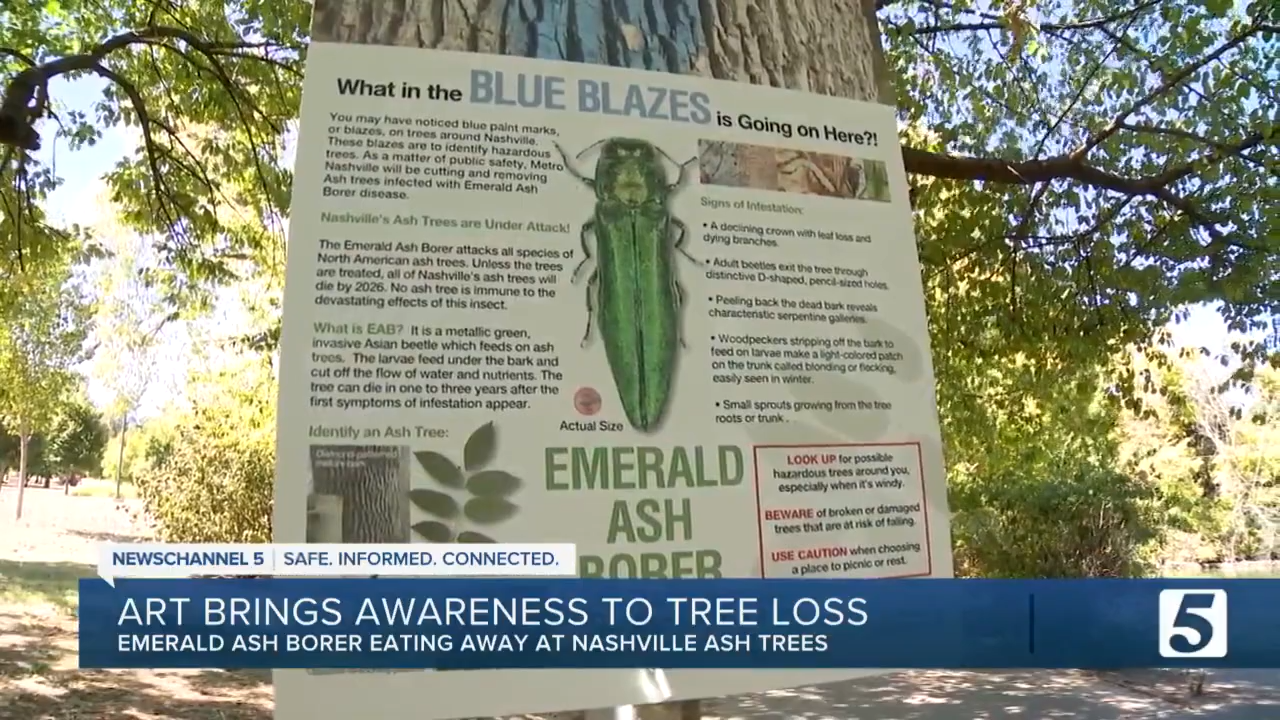 What in the BLUE BLAZES is Going on Here?!
You may have noticed blue paint marks,
or blazes, on trees around Nashville.
These blazes are to identify hazardous
trees. As a matter of public safety, Metro
Nashville will be cutting and removing
Ash trees infected with Emerald Ash
Borer disease.
Nashville's Ash Trees are Under Attack!
The Emerald Ash Borer attacks all species of
North American ash trees. Unless the trees
are treated, all of Nashville's ash trees will
die by 2026. No ash tree is immune to the
devastating effects of this insect.
What is EAB? It is a metallic green,
invasive Asian beetle which feeds on ash
trees. The larvae feed under the bark and
cut off the flow of water and nutrients. The
tree can die in one to three years after the
first symptoms of infestation appear.
Identify an Ash Tree:
Diamond-patterned
mature bark
Actual Size
Signs of Infestation:
• A declining crown with leaf loss and
dying branches.
• Adult beetles exit the tree through
distinctive D-shaped, pencil-sized holes.
• Peeling back the dead bark reveals
characteristic serpentine galleries.
• Woodpeckers stripping off the bark to
feed on larvae make a light-colored patch
on the trunk called blonding or flecking,
easily seen in winter.
• Small sprouts growing from the tree
roots or trunk.
EMERALD
ASH
BORER
LOOK UP for possible
hazardous trees around you,
especially when it's windy.
BEWARE of broken or damaged
trees that are at risk of falling.
USE CAUTION when choosing
a place to picnic or rest.
NEWSCHANNEL 5 | SAFE. INFORMED. CONNECTED.
ART BRINGS AWARENESS TO TREE LOSS
EMERALD ASH BORER EATING AWAY AT NASHVILLE ASH TREES
5